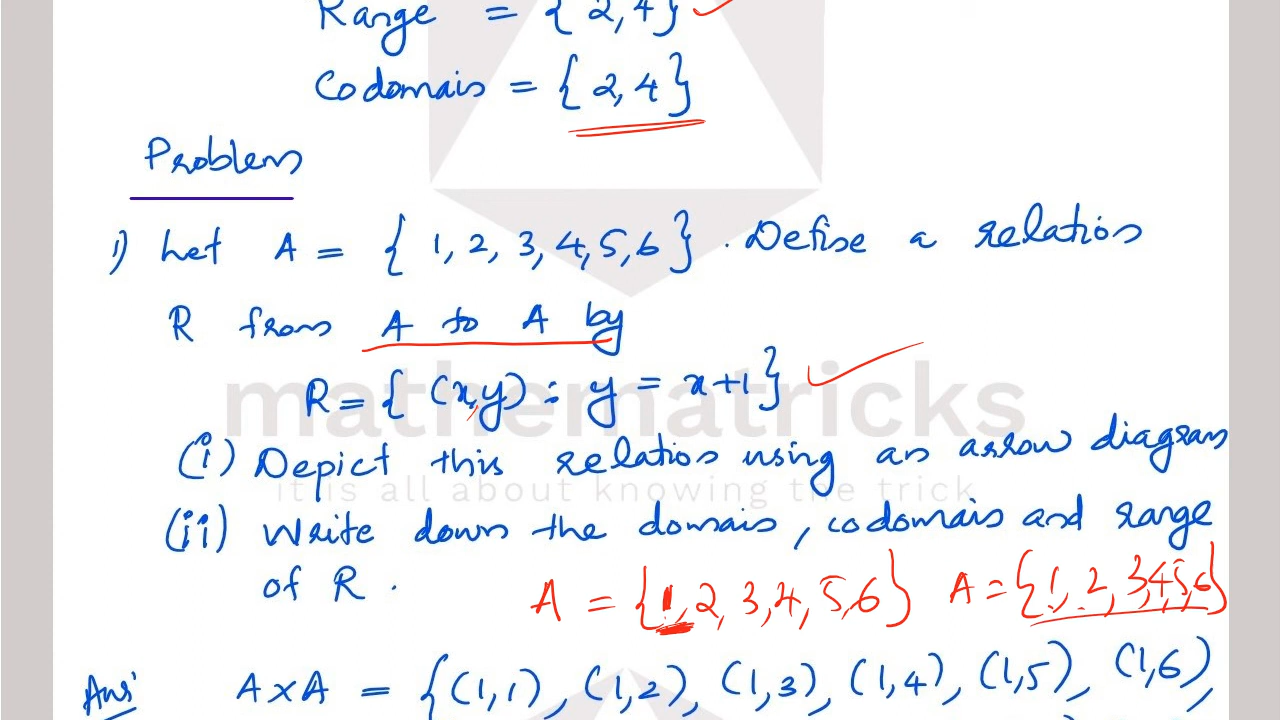 Range = {2,4}
Codomain = {2,4}
Problem
1) Let A = {1, 2, 3, 4, 5, 6}. Define a relation
R from A to A by
mathematricks
R = {(x,y) : y = x+1}
(i) Depict this relation using an arrow diagram
it is all about knowing the trick
(ii) Write down the domain, codomain and range
of R.
A = {1, 2, 3, 4, 5, 6} A = {1, 2, 3, 4, 5, 6}
Ans: A×A = {(1,1), (1,2), (1,3), (1,4), (1,5), (1,6),